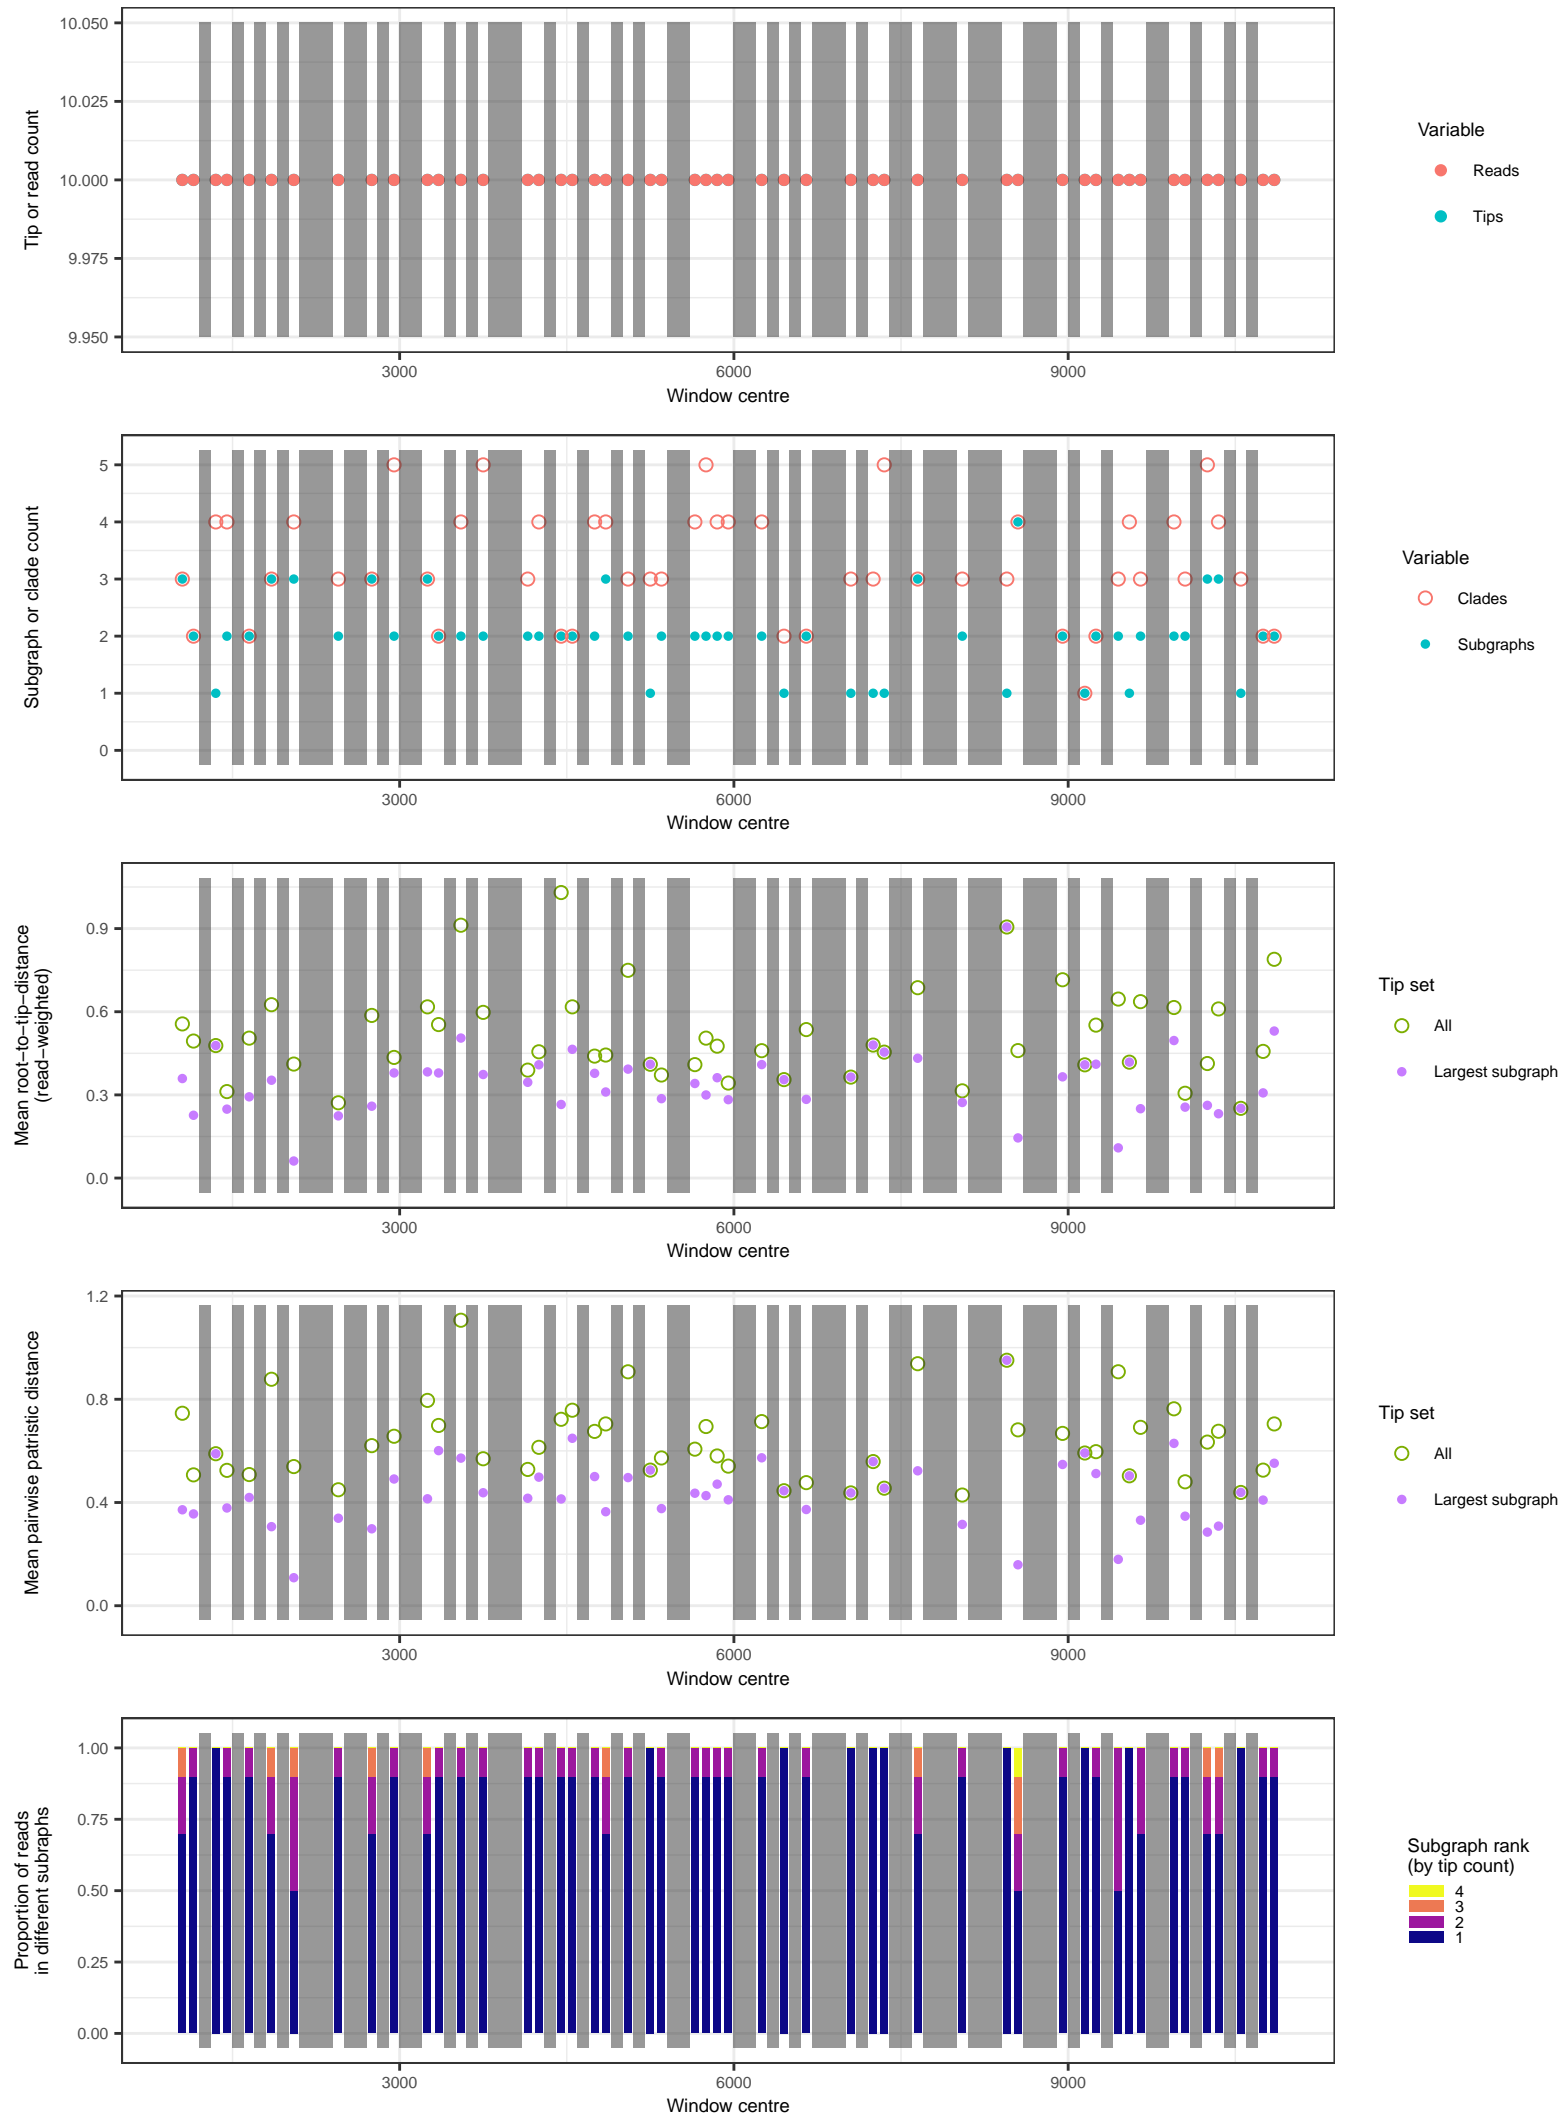 10.050
10.025
10.000
9.975
9.950
Tip or read count
3000
6000
9000
Window centre
Variable
Reads
Tips
5
4
3
2
1
0
Subgraph or clade count
3000
6000
9000
Window centre
Variable
Clades
Subgraphs
0.9
0.6
0.3
0.0
Mean root−to−tip−distance
(read−weighted)
3000
6000
9000
Window centre
Tip set
All
Largest subgraph
1.2
0.8
0.4
0.0
Mean pairwise patristic distance
3000
6000
9000
Window centre
Tip set
All
Largest subgraph
1.00
0.75
0.50
0.25
0.00
Proportion of reads
in different subraphs
3000
6000
9000
Window centre
Subgraph rank
(by tip count)
4
3
2
1